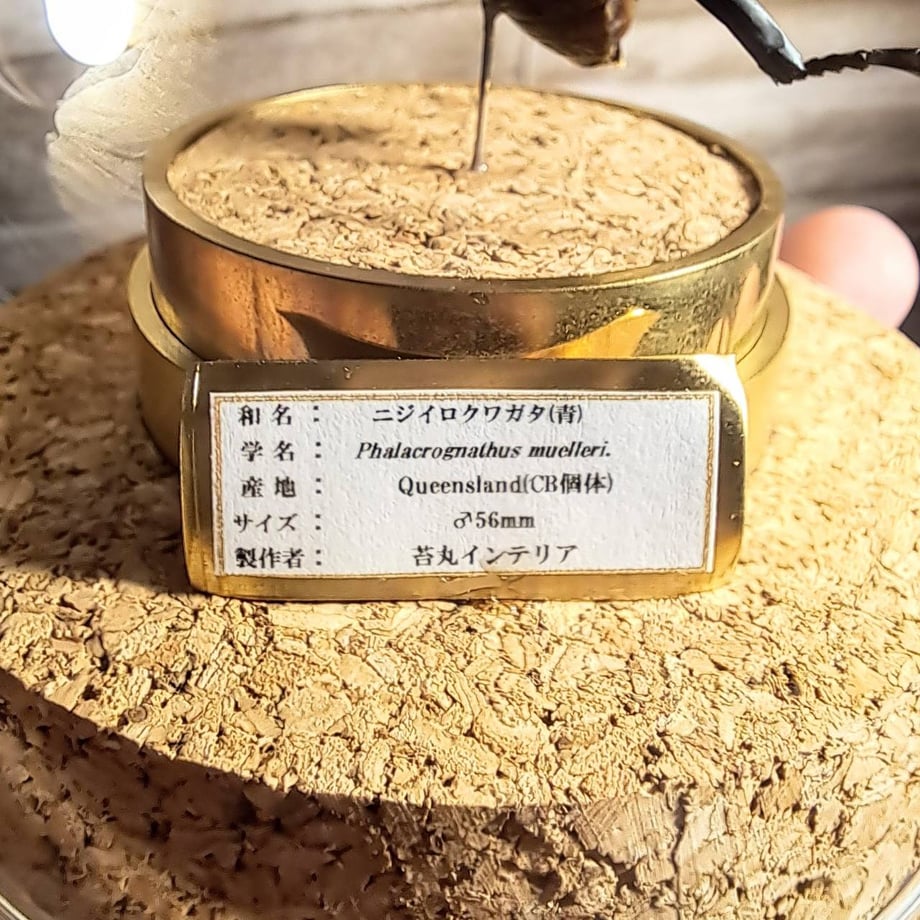 和名： ニジイロクワガタ(青)
学名： Phalacrognathus muelleri.
産地： Queensland(CB個体)
サイズ： ♂56mm
製作者： 苔丸インテリア